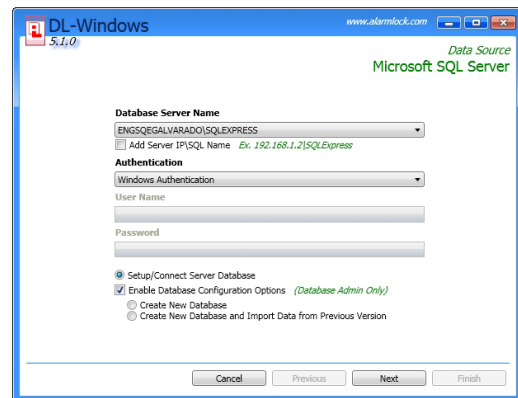 DL-Windows
www.alarmlock.com
5.1.0
Data Source
Microsoft SQL Server
Database Server Name
ENGSQEGALVARADO\SQLEXPRESS
Add Server IP\SQL Name Ex. 192.168.1.2\SQLExpress
Authentication
Windows Authentication
User Name
Password
Setup/Connect Server Database
Enable Database Configuration Options (Database Admin Only)
Create New Database
Create New Database and Import Data from Previous Version
Cancel Previous Next Finish